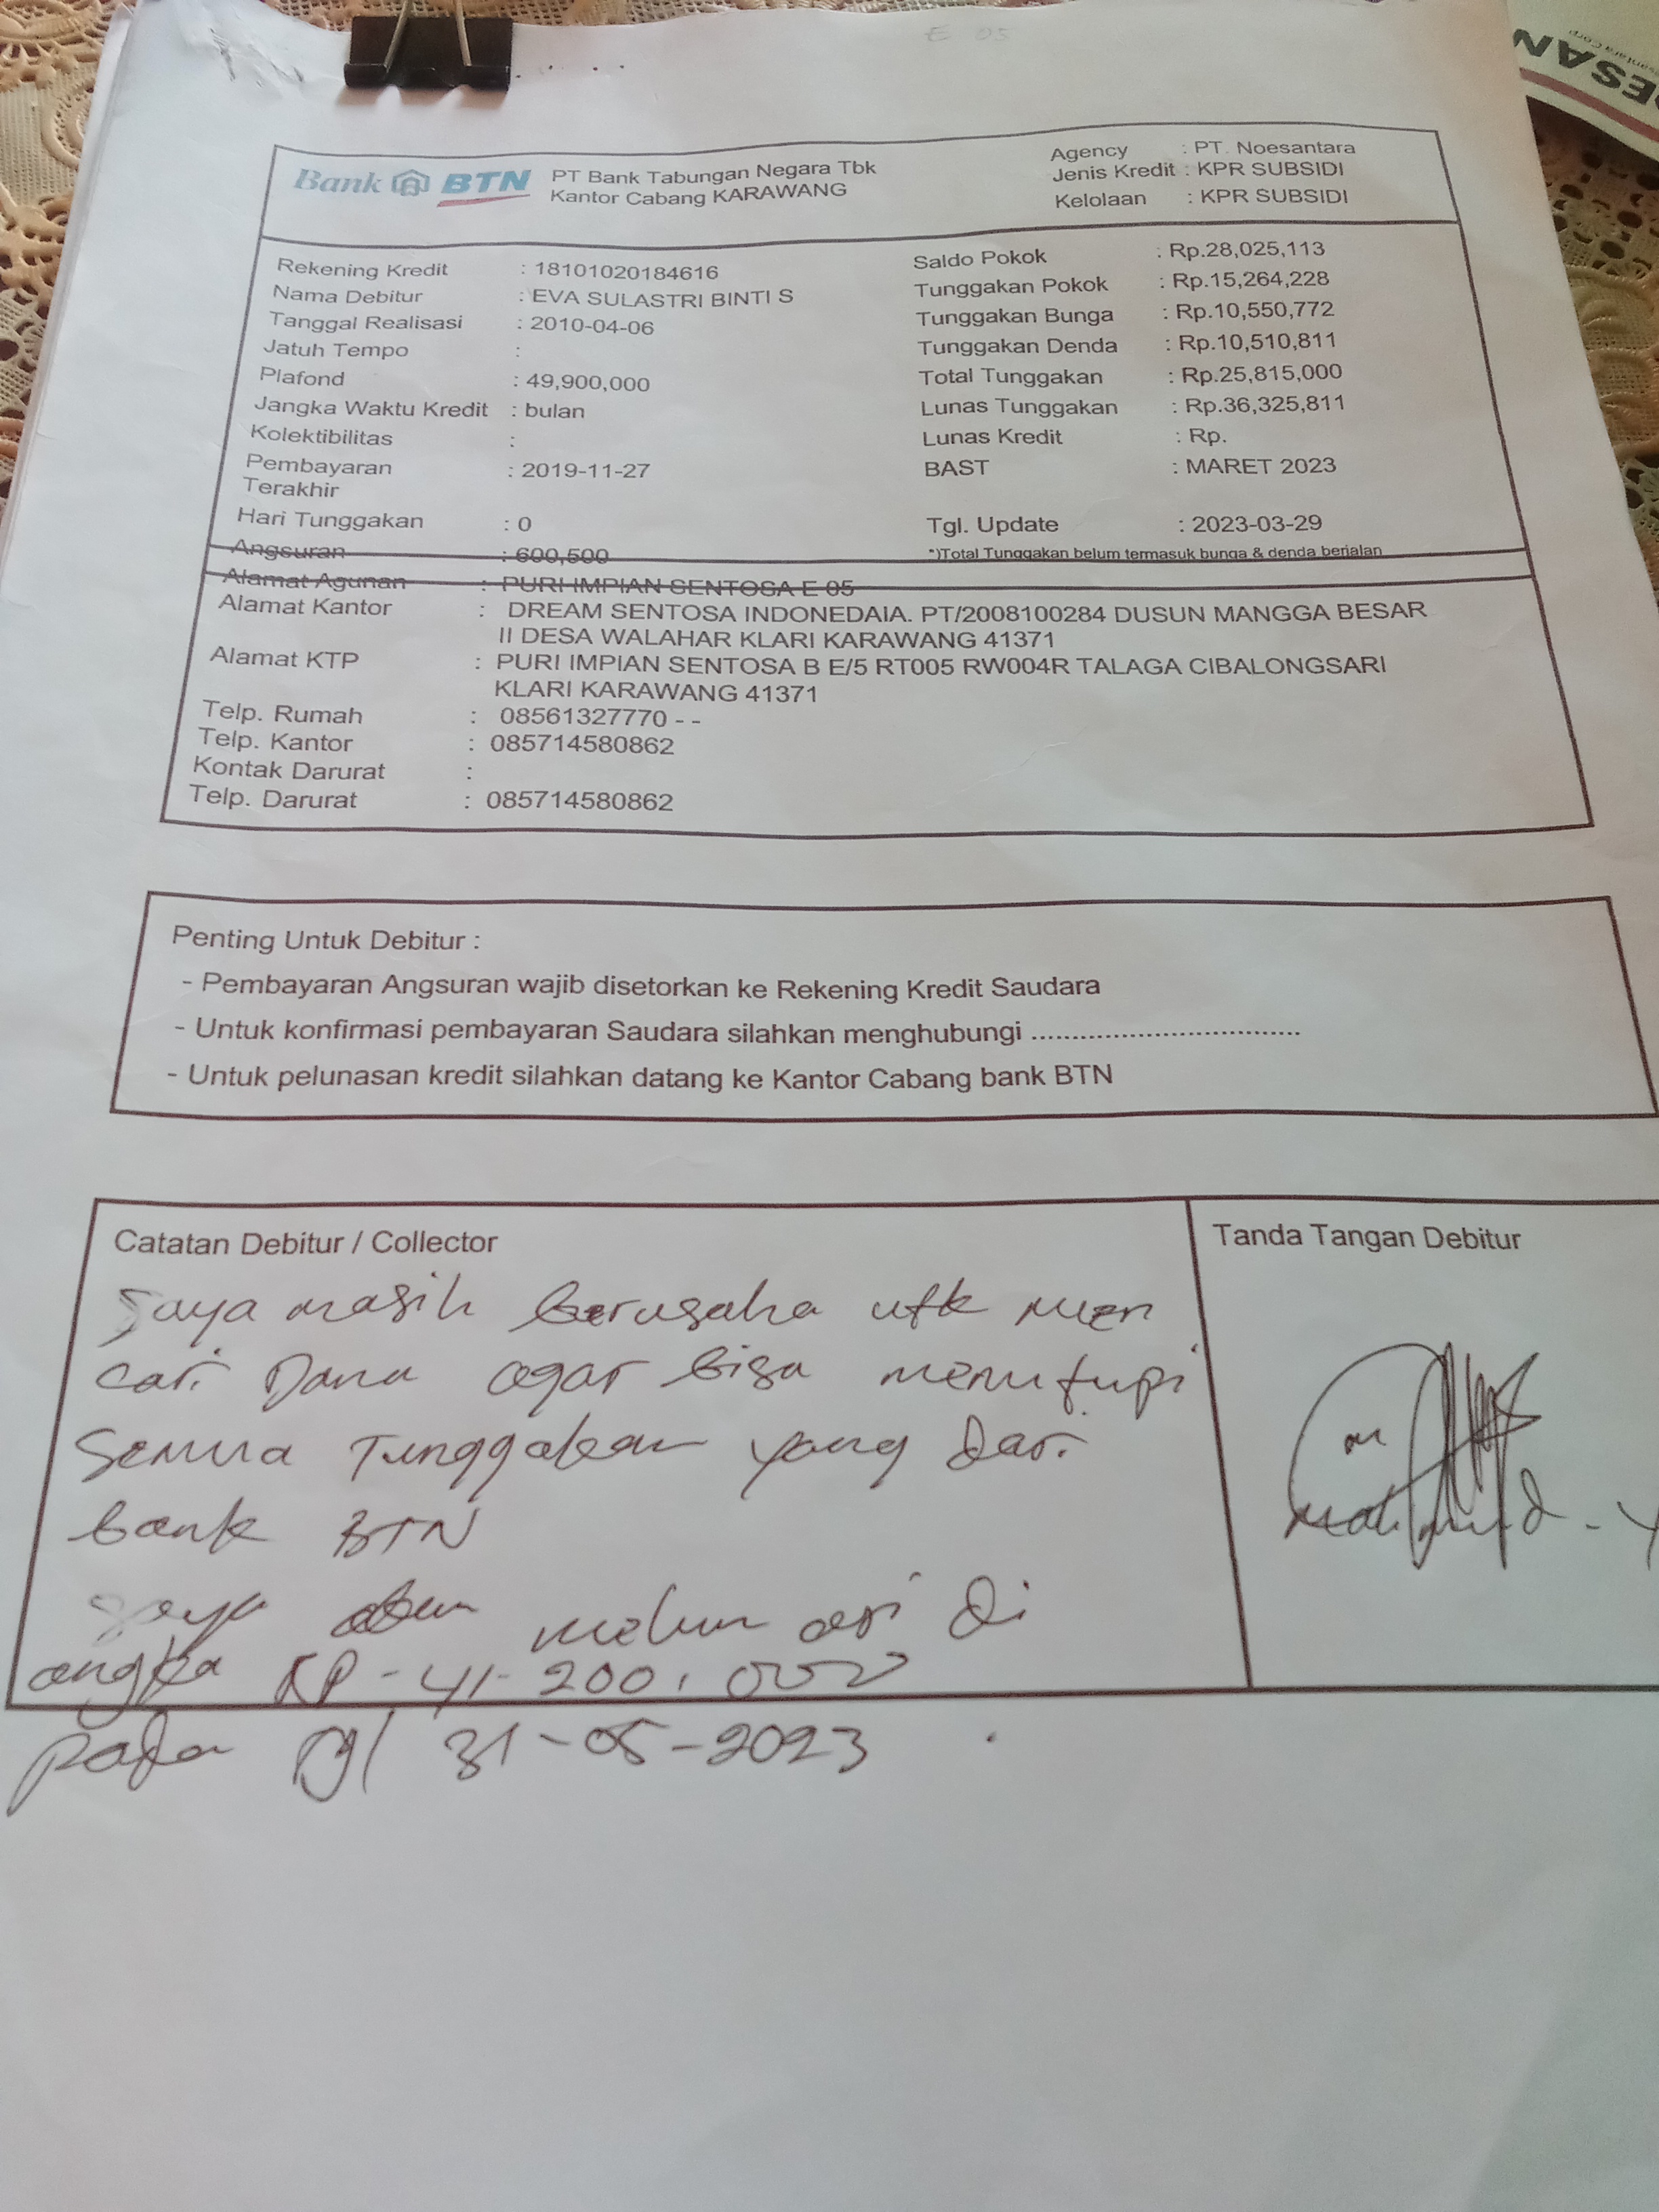 E 05
ESAN
santara Corp
Bank BTN
PT Bank Tabungan Negara Tbk
Kantor Cabang KARAWANG
Agency : PT. Noesantara
Jenis Kredit : KPR SUBSIDI
Kelolaan : KPR SUBSIDI
Rekening Kredit : 18101020184616
Nama Debitur : EVA SULASTRI BINTI S
Tanggal Realisasi : 2010-04-06
Jatuh Tempo :
Plafond : 49,900,000
Jangka Waktu Kredit : bulan
Kolektibilitas :
Pembayaran : 2019-11-27
Terakhir
Hari Tunggakan : 0
Angsuran : 600,500
Saldo Pokok : Rp.28,025,113
Tunggakan Pokok : Rp.15,264,228
Tunggakan Bunga : Rp.10,550,772
Tunggakan Denda : Rp.10,510,811
Total Tunggakan : Rp.25,815,000
Lunas Tunggakan : Rp.36,325,811
Lunas Kredit : Rp.
BAST : MARET 2023
Tgl. Update : 2023-03-29
*)Total Tunggakan belum termasuk bunga & denda berjalan
Alamat Agunan : PURI IMPIAN SENTOSA E 05
Alamat Kantor : DREAM SENTOSA INDONEDAIA. PT/2008100284 DUSUN MANGGA BESAR
II DESA WALAHAR KLARI KARAWANG 41371
Alamat KTP : PURI IMPIAN SENTOSA B E/5 RT005 RW004R TALAGA CIBALONGSARI
KLARI KARAWANG 41371
Telp. Rumah : 08561327770 - -
Telp. Kantor : 085714580862
Kontak Darurat :
Telp. Darurat : 085714580862
Penting Untuk Debitur :
- Pembayaran Angsuran wajib disetorkan ke Rekening Kredit Saudara
- Untuk konfirmasi pembayaran Saudara silahkan menghubungi .................................
- Untuk pelunasan kredit silahkan datang ke Kantor Cabang bank BTN
Catatan Debitur / Collector
Saya masih berusaha utk men
cari Dana agar bisa menutupi
Semua Tunggakan yang dari
bank BTN
saya akan melunasi di
angka RP-41-200.000
pada Tgl 31-05-2023
Tanda Tangan Debitur